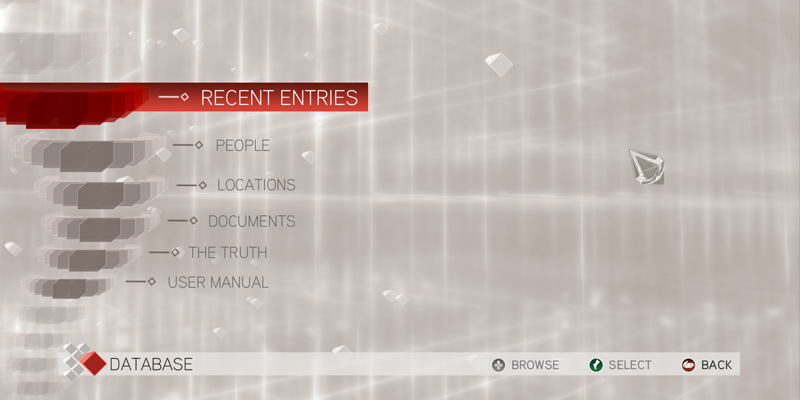 RECENT ENTRIES
PEOPLE
LOCATIONS
DOCUMENTS
THE TRUTH
USER MANUAL
DATABASE BROWSE SELECT BACK